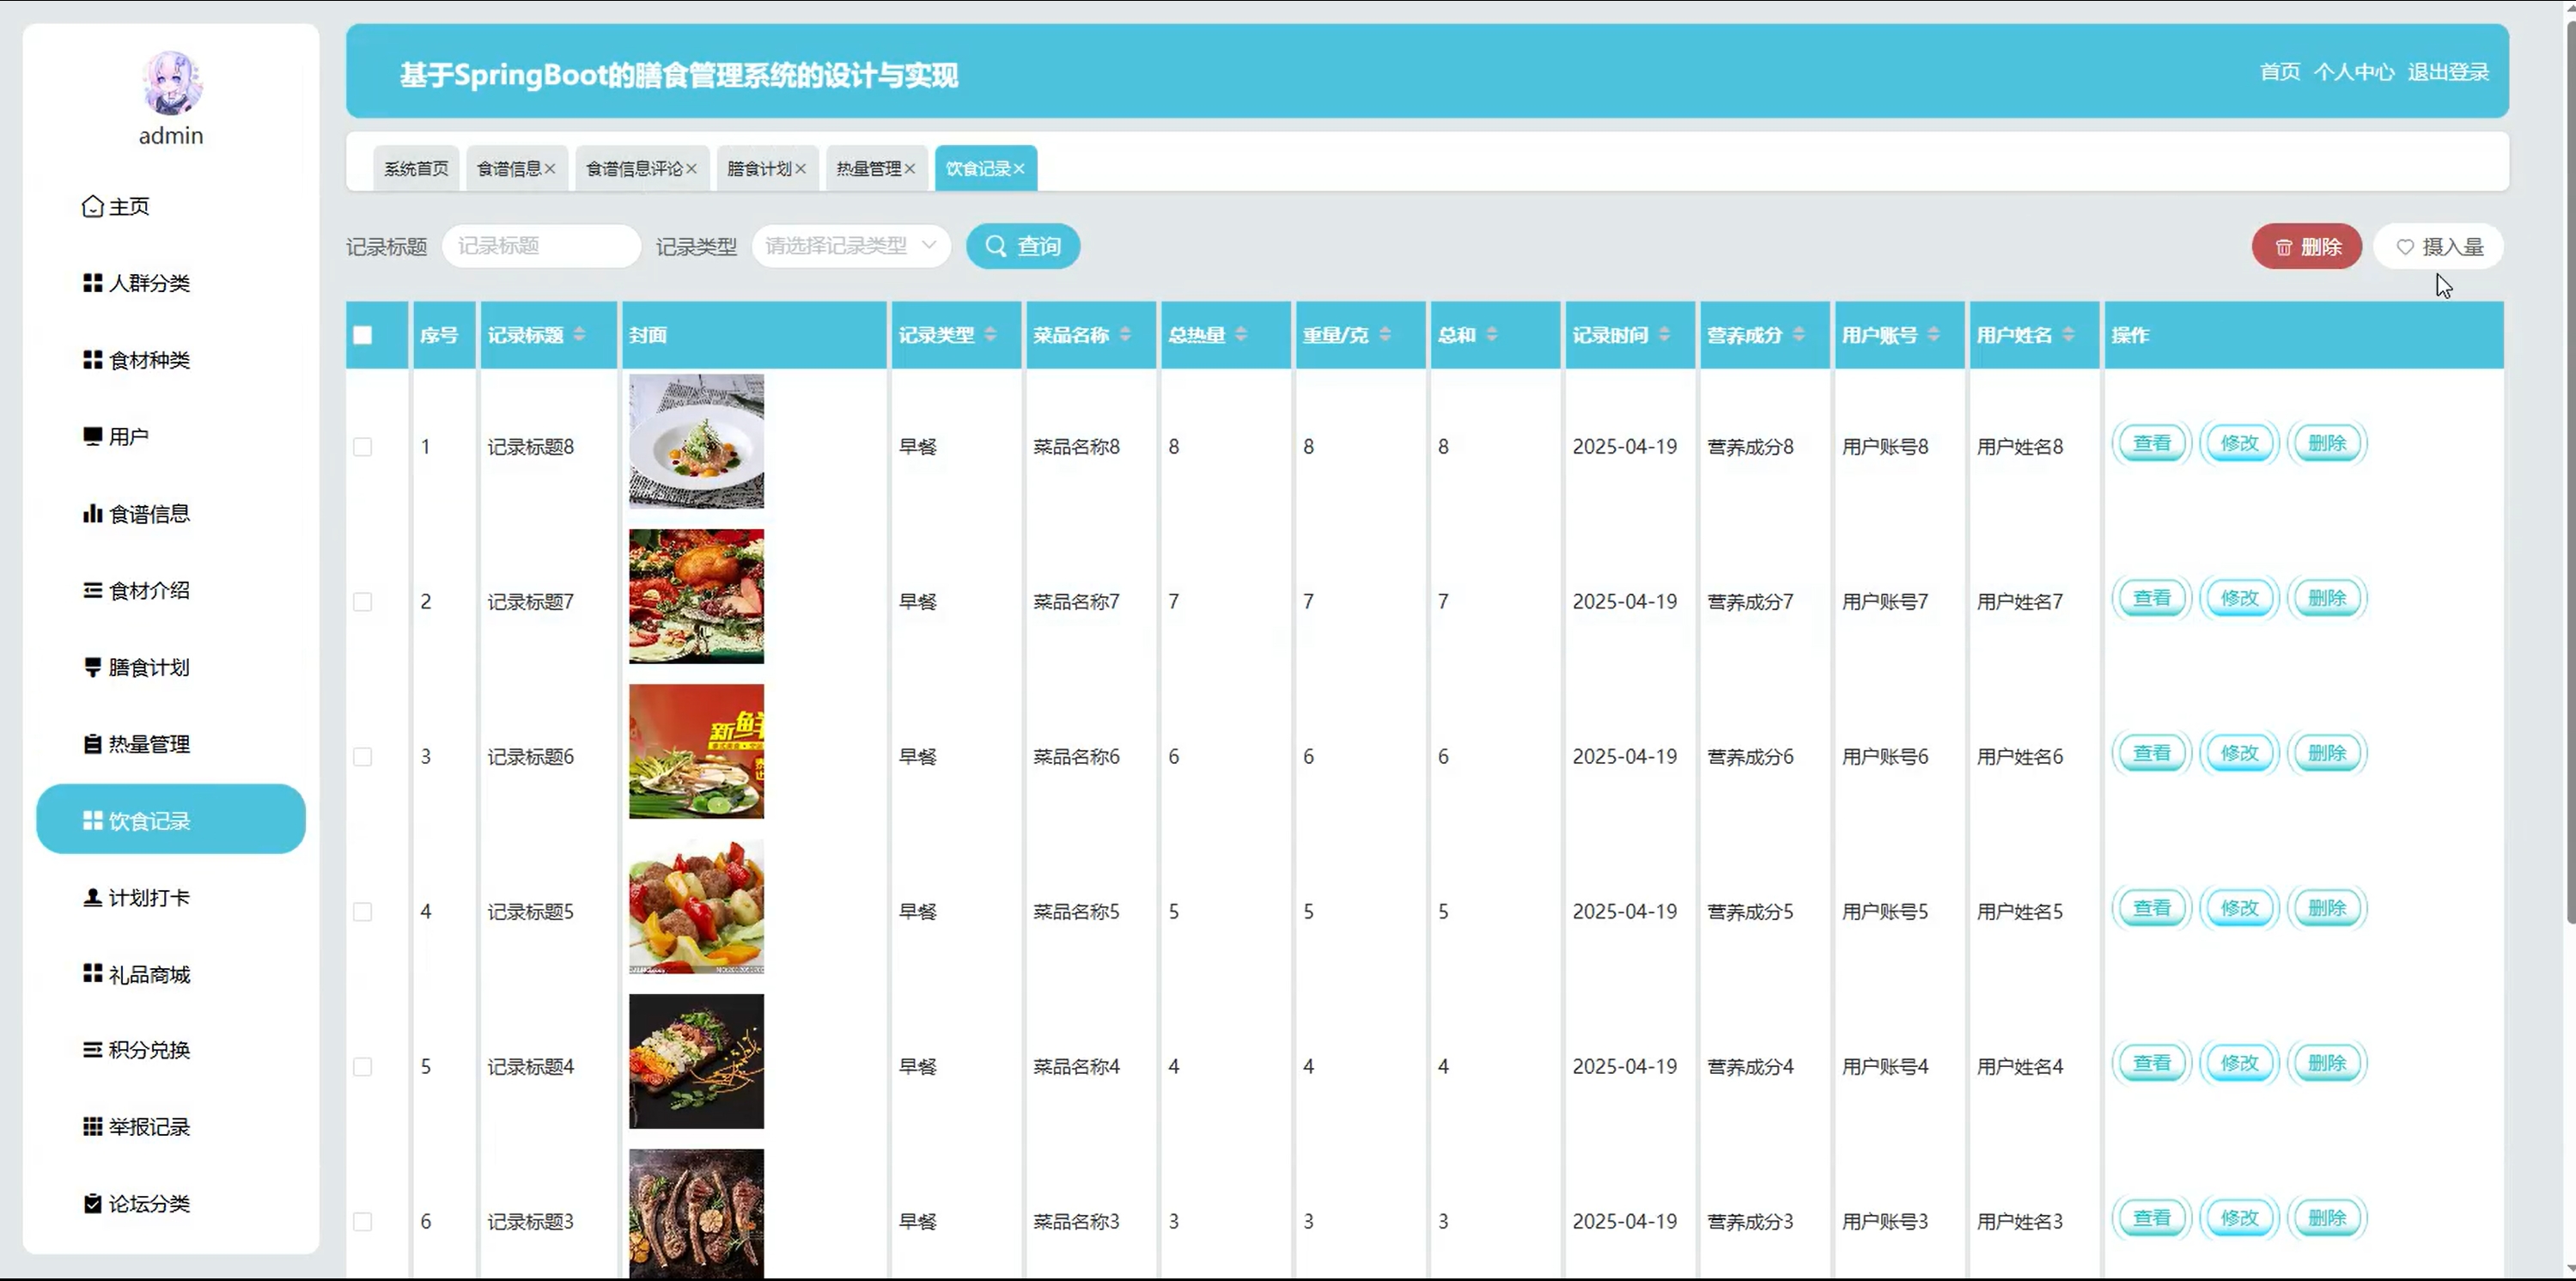 基于SpringBoot的膳食管理系统的设计与实现
首页 个人中心 退出登录
admin
主页
人群分类
食材种类
用户
食谱信息
食材介绍
膳食计划
热量管理
饮食记录
计划打卡
礼品商城
积分兑换
举报记录
论坛分类
系统首页 食谱信息× 食谱信息评论× 膳食计划× 热量管理× 饮食记录×
记录标题 记录标题 记录类型 请选择记录类型 查询 删除 摄入量
序号 记录标题 封面 记录类型 菜品名称 总热量 重量/克 总和 记录时间 营养成分 用户账号 用户姓名 操作
1 记录标题8 早餐 菜品名称8 8 8 8 2025-04-19 营养成分8 用户账号8 用户姓名8 查看 修改 删除
2 记录标题7 早餐 菜品名称7 7 7 7 2025-04-19 营养成分7 用户账号7 用户姓名7 查看 修改 删除
新鲜
3 记录标题6 早餐 菜品名称6 6 6 6 2025-04-19 营养成分6 用户账号6 用户姓名6 查看 修改 删除
4 记录标题5 早餐 菜品名称5 5 5 5 2025-04-19 营养成分5 用户账号5 用户姓名5 查看 修改 删除
5 记录标题4 早餐 菜品名称4 4 4 4 2025-04-19 营养成分4 用户账号4 用户姓名4 查看 修改 删除
6 记录标题3 早餐 菜品名称3 3 3 3 2025-04-19 营养成分3 用户账号3 用户姓名3 查看 修改 删除